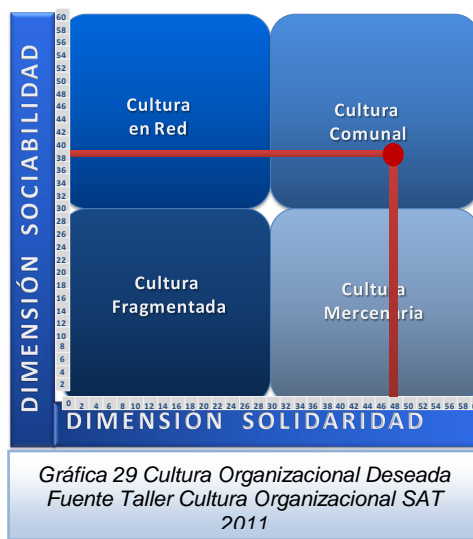 DIMENSIÓN SOCIABILIDAD
60
58
56
54
52
50
48
46
44
42
40
38
36
34
32
30
28
26
24
22
20
18
16
14
12
10
8
6
4
2
Cultura
en Red
Cultura
Comunal
Cultura
Fragmentada
Cultura
Mercenaria
0 2 4 6 8 10 12 14 16 18 20 22 24 26 28 30 32 34 36 38 40 42 44 46 48 50 52 54 56 58
DIMENSIÓN SOLIDARIDAD
Gráfica 29 Cultura Organizacional Deseada
Fuente Taller Cultura Organizacional SAT
2011